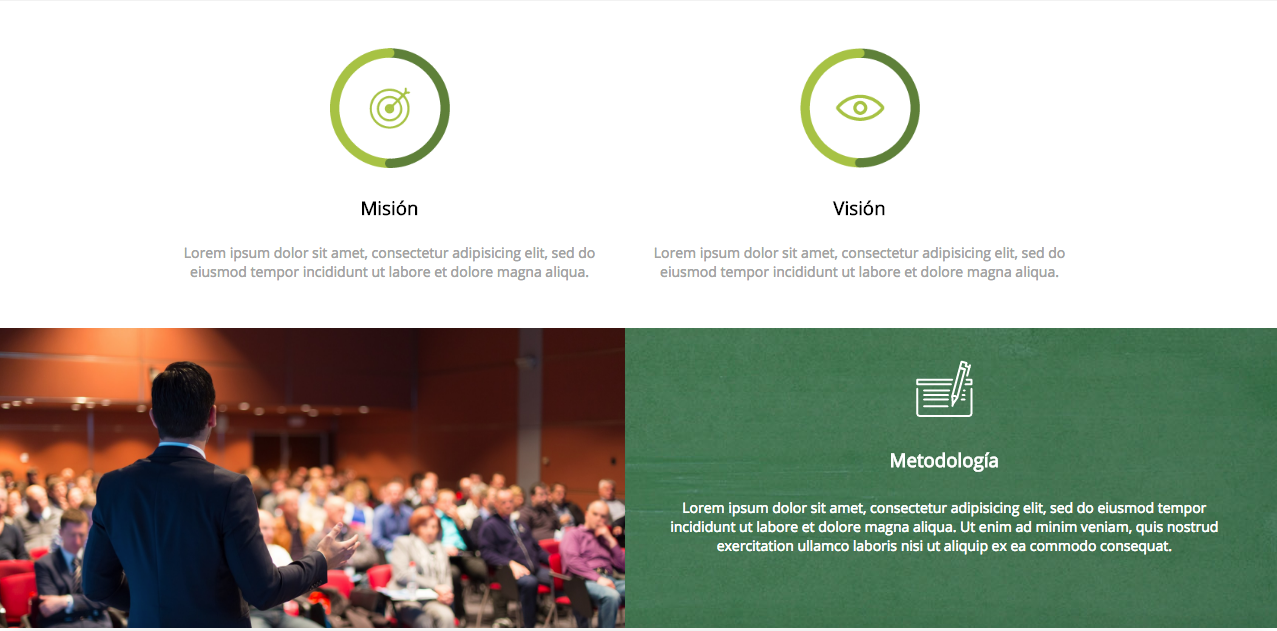 Misión
Visión
Lorem ipsum dolor sit amet, consectetur adipisicing elit, sed do
eiusmod tempor incididunt ut labore et dolore magna aliqua.
Lorem ipsum dolor sit amet, consectetur adipisicing elit, sed do
eiusmod tempor incididunt ut labore et dolore magna aliqua.
Metodología
Lorem ipsum dolor sit amet, consectetur adipisicing elit, sed do eiusmod tempor
incididunt ut labore et dolore magna aliqua. Ut enim ad minim veniam, quis nostrud
exercitation ullamco laboris nisi ut aliquip ex ea commodo consequat.